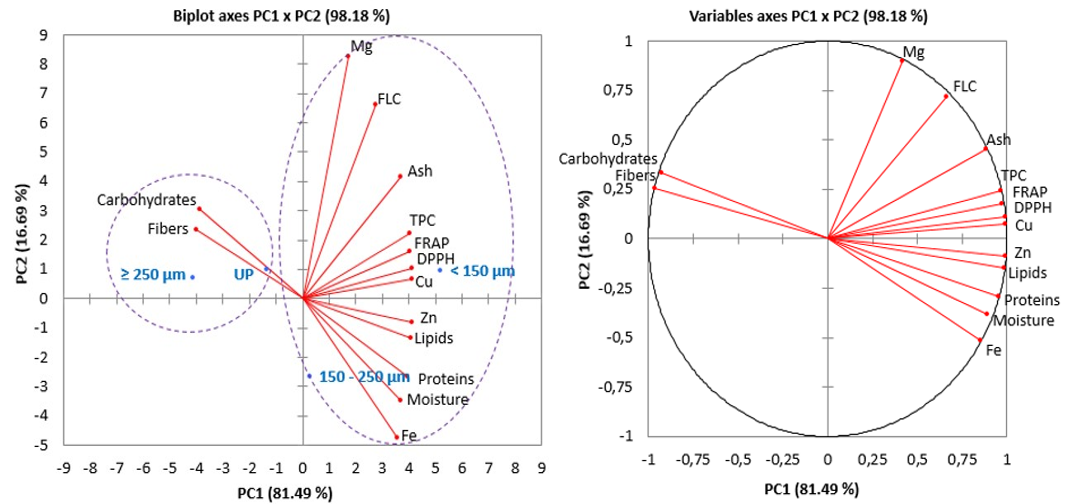 Biplot axes PC1 x PC2 (98.18 %)
9
8
7
6
5
4
3
2
1
0
-1
-2
-3
-4
-5
PC2 (16.69 %)
Mg
FLC
Ash
Carbohydrates
TPC
Fibers
FRAP
DPPH
≥ 250 µm
UP
< 150 µm
Cu
Zn
Lipids
150 - 250 µm
Proteins
Moisture
Fe
-9 -8 -7 -6 -5 -4 -3 -2 -1 0 1 2 3 4 5 6 7 8 9
PC1 (81.49 %)
Variables axes PC1 x PC2 (98.18 %)
1
0,75
0,5
0,25
0
-0,25
-0,5
-0,75
-1
PC2 (16.69 %)
Mg
FLC
Ash
Carbohydrates
Fibers
TPC
FRAP
DPPH
Cu
Zn
Lipids
Proteins
Moisture
Fe
-1 -0,75 -0,5 -0,25 0 0,25 0,5 0,75 1
PC1 (81.49 %)